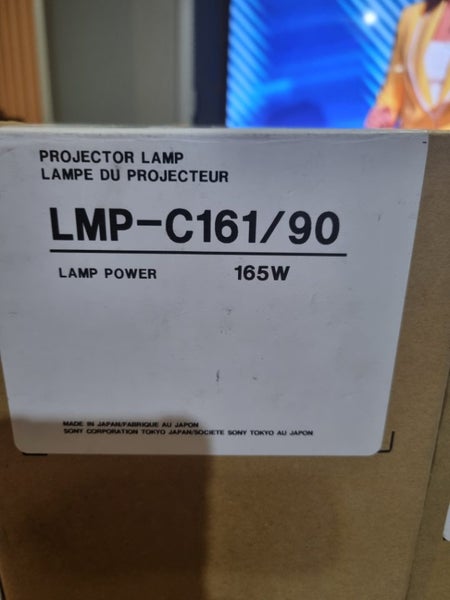 PROJECTOR LAMP
LAMPE DU PROJECTEUR
LMP-C161/90
LAMP POWER 165W
MADE IN JAPAN/FABRIQUE AU JAPON
SONY CORPORATION TOKYO JAPAN/SOCIETE SONY TOKYO AU JAPON